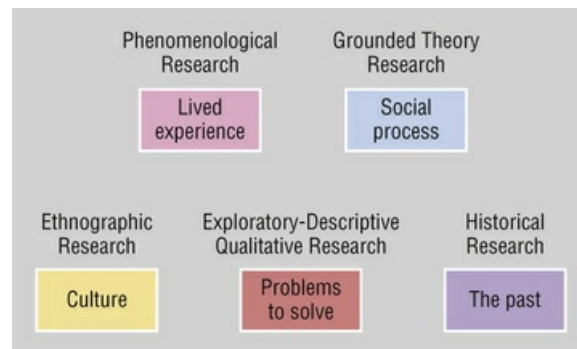 Phenomenological
Research
Lived
experience
Grounded Theory
Research
Social
process
Ethnographic
Research
Culture
Exploratory-Descriptive
Qualitative Research
Problems
to solve
Historical
Research
The past